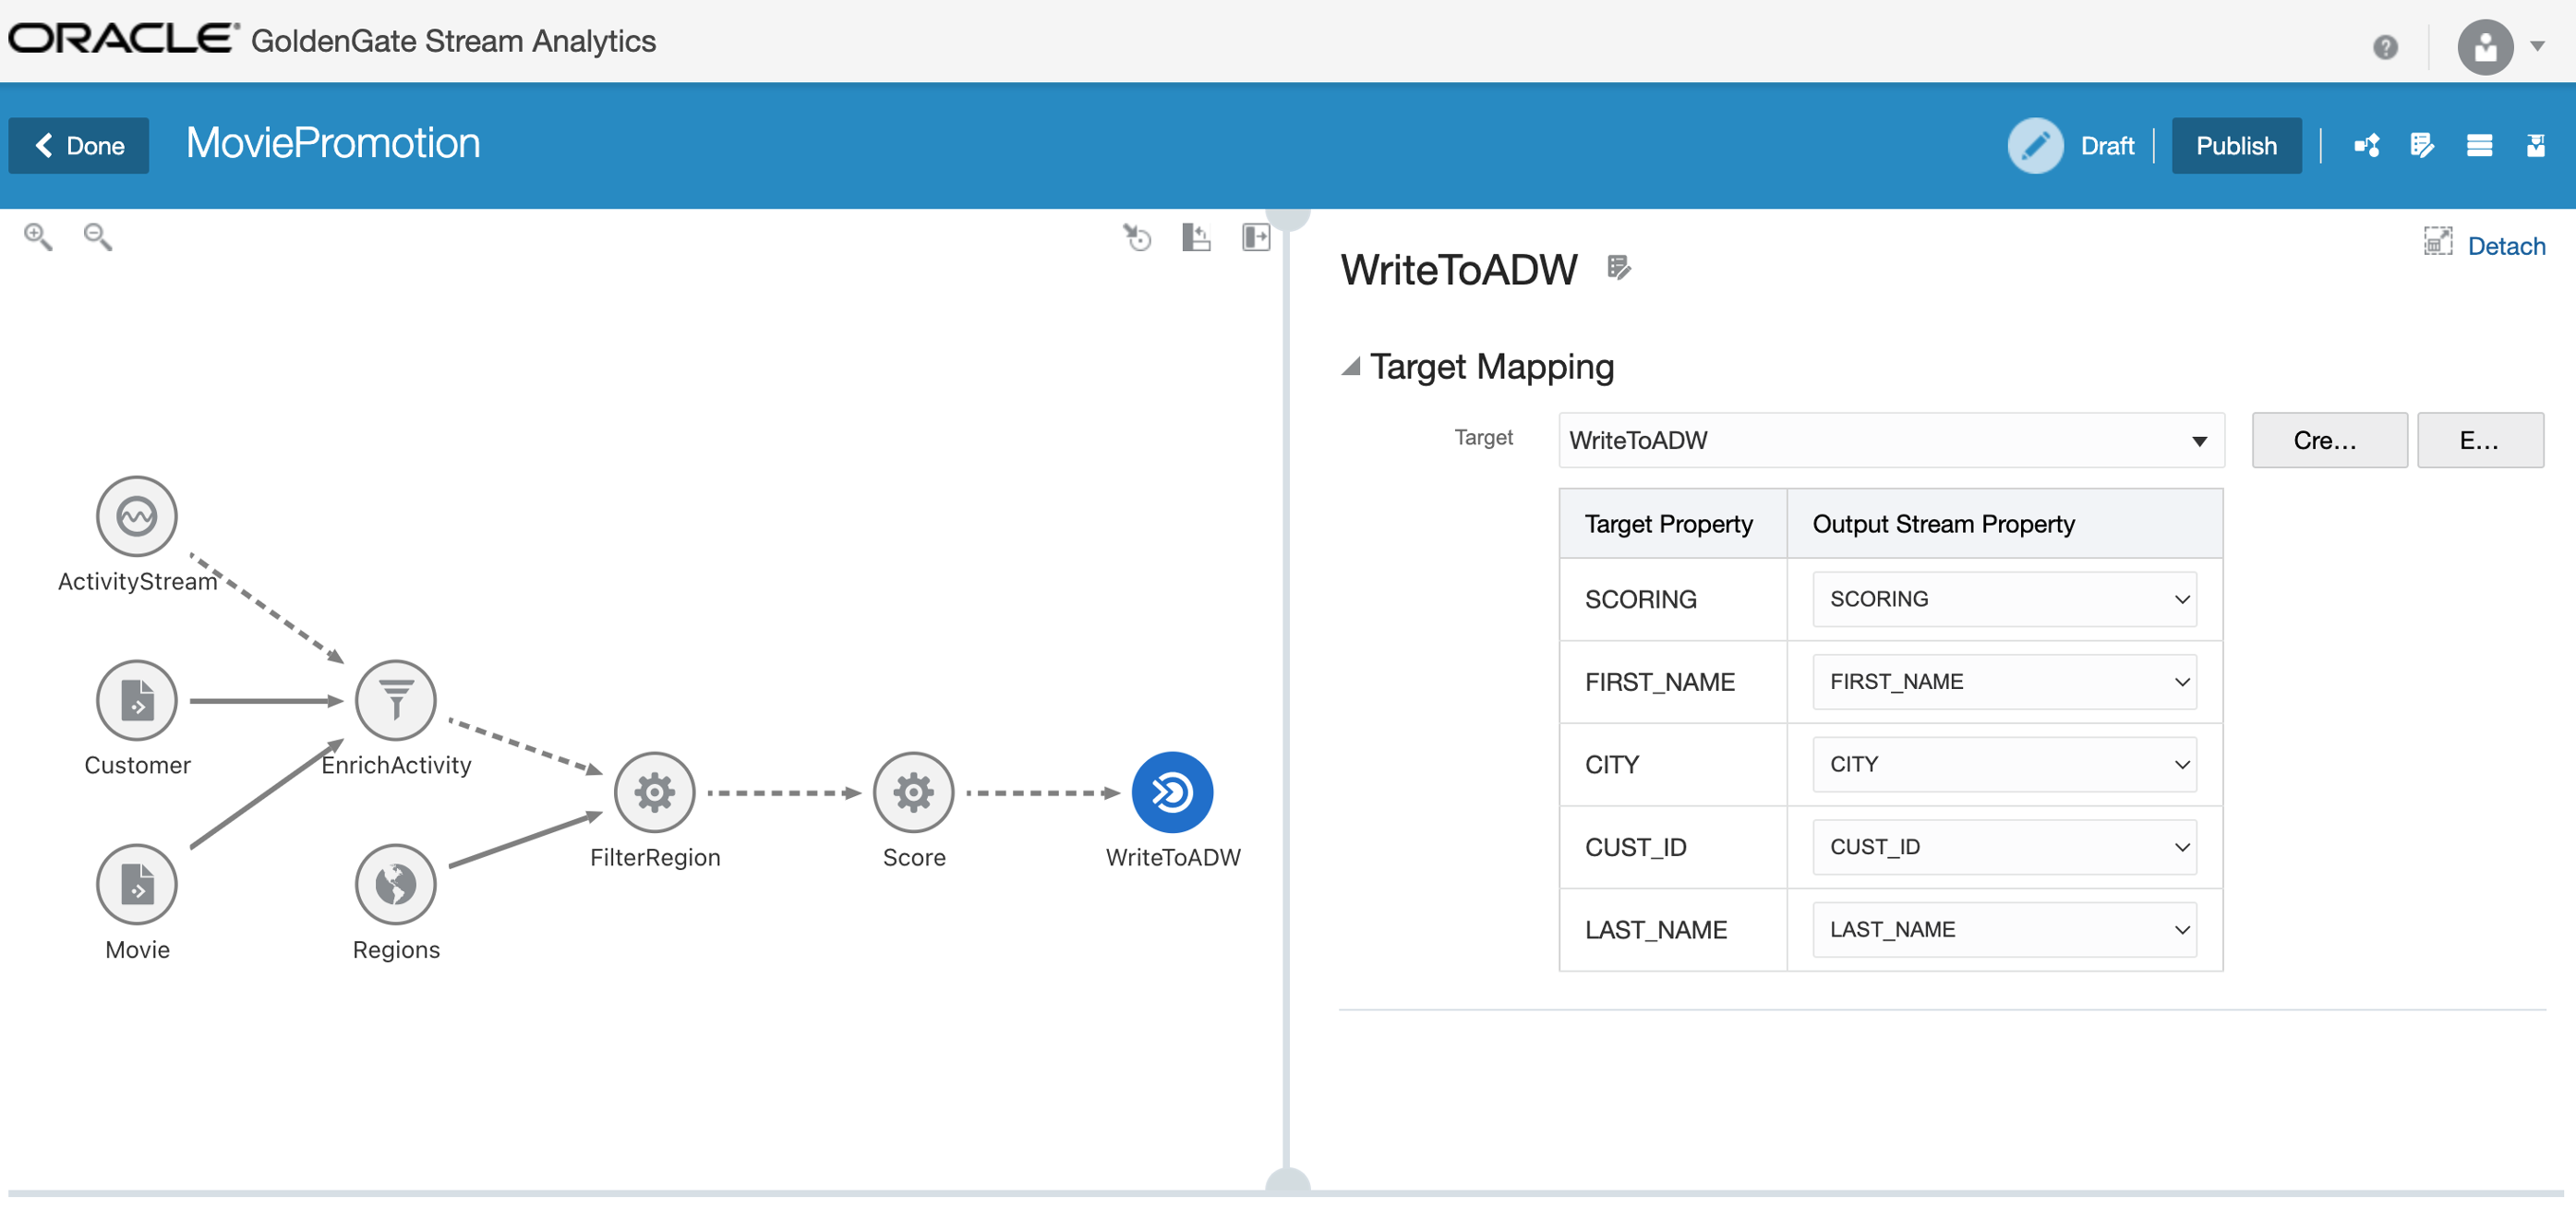 ORACLE GoldenGate Stream Analytics
Done
MoviePromotion
Draft
Publish
Detach
WriteToADW
Target Mapping
Target
WriteToADW
Cre...
E...
Target Property
Output Stream Property
SCORING
SCORING
FIRST_NAME
FIRST_NAME
CITY
CITY
CUST_ID
CUST_ID
LAST_NAME
LAST_NAME
ActivityStream
Customer
EnrichActivity
FilterRegion
Score
WriteToADW
Movie
Regions